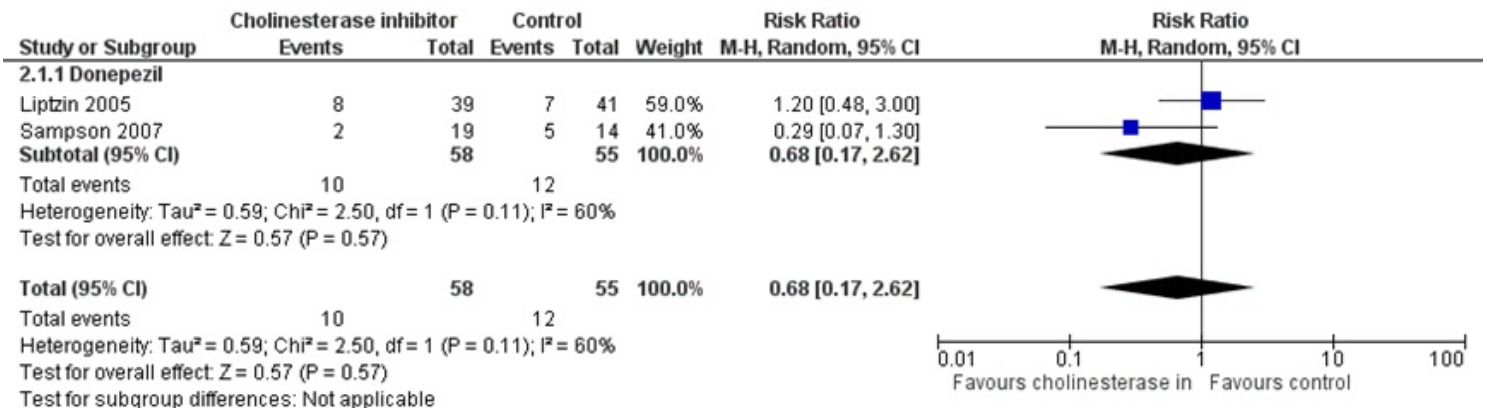 Cholinesterase inhibitor Control Risk Ratio Risk Ratio
Study or Subgroup Events Total Events Total Weight M-H, Random, 95% CI M-H, Random, 95% CI
2.1.1 Donepezil
Liptzin 2005 8 39 7 41 59.0% 1.20 [0.48, 3.00]
Sampson 2007 2 19 5 14 41.0% 0.29 [0.07, 1.30]
Subtotal (95% CI) 58 55 100.0% 0.68 [0.17, 2.62]
Total events 10 12
Heterogeneity: Tau² = 0.59; Chi² = 2.50, df = 1 (P = 0.11); I² = 60%
Test for overall effect: Z = 0.57 (P = 0.57)
Total (95% CI) 58 55 100.0% 0.68 [0.17, 2.62]
Total events 10 12
Heterogeneity: Tau² = 0.59; Chi² = 2.50, df = 1 (P = 0.11); I² = 60%
Test for overall effect: Z = 0.57 (P = 0.57)
Test for subgroup differences: Not applicable
0.01 0.1 1 10 100
Favours cholinesterase in Favours control